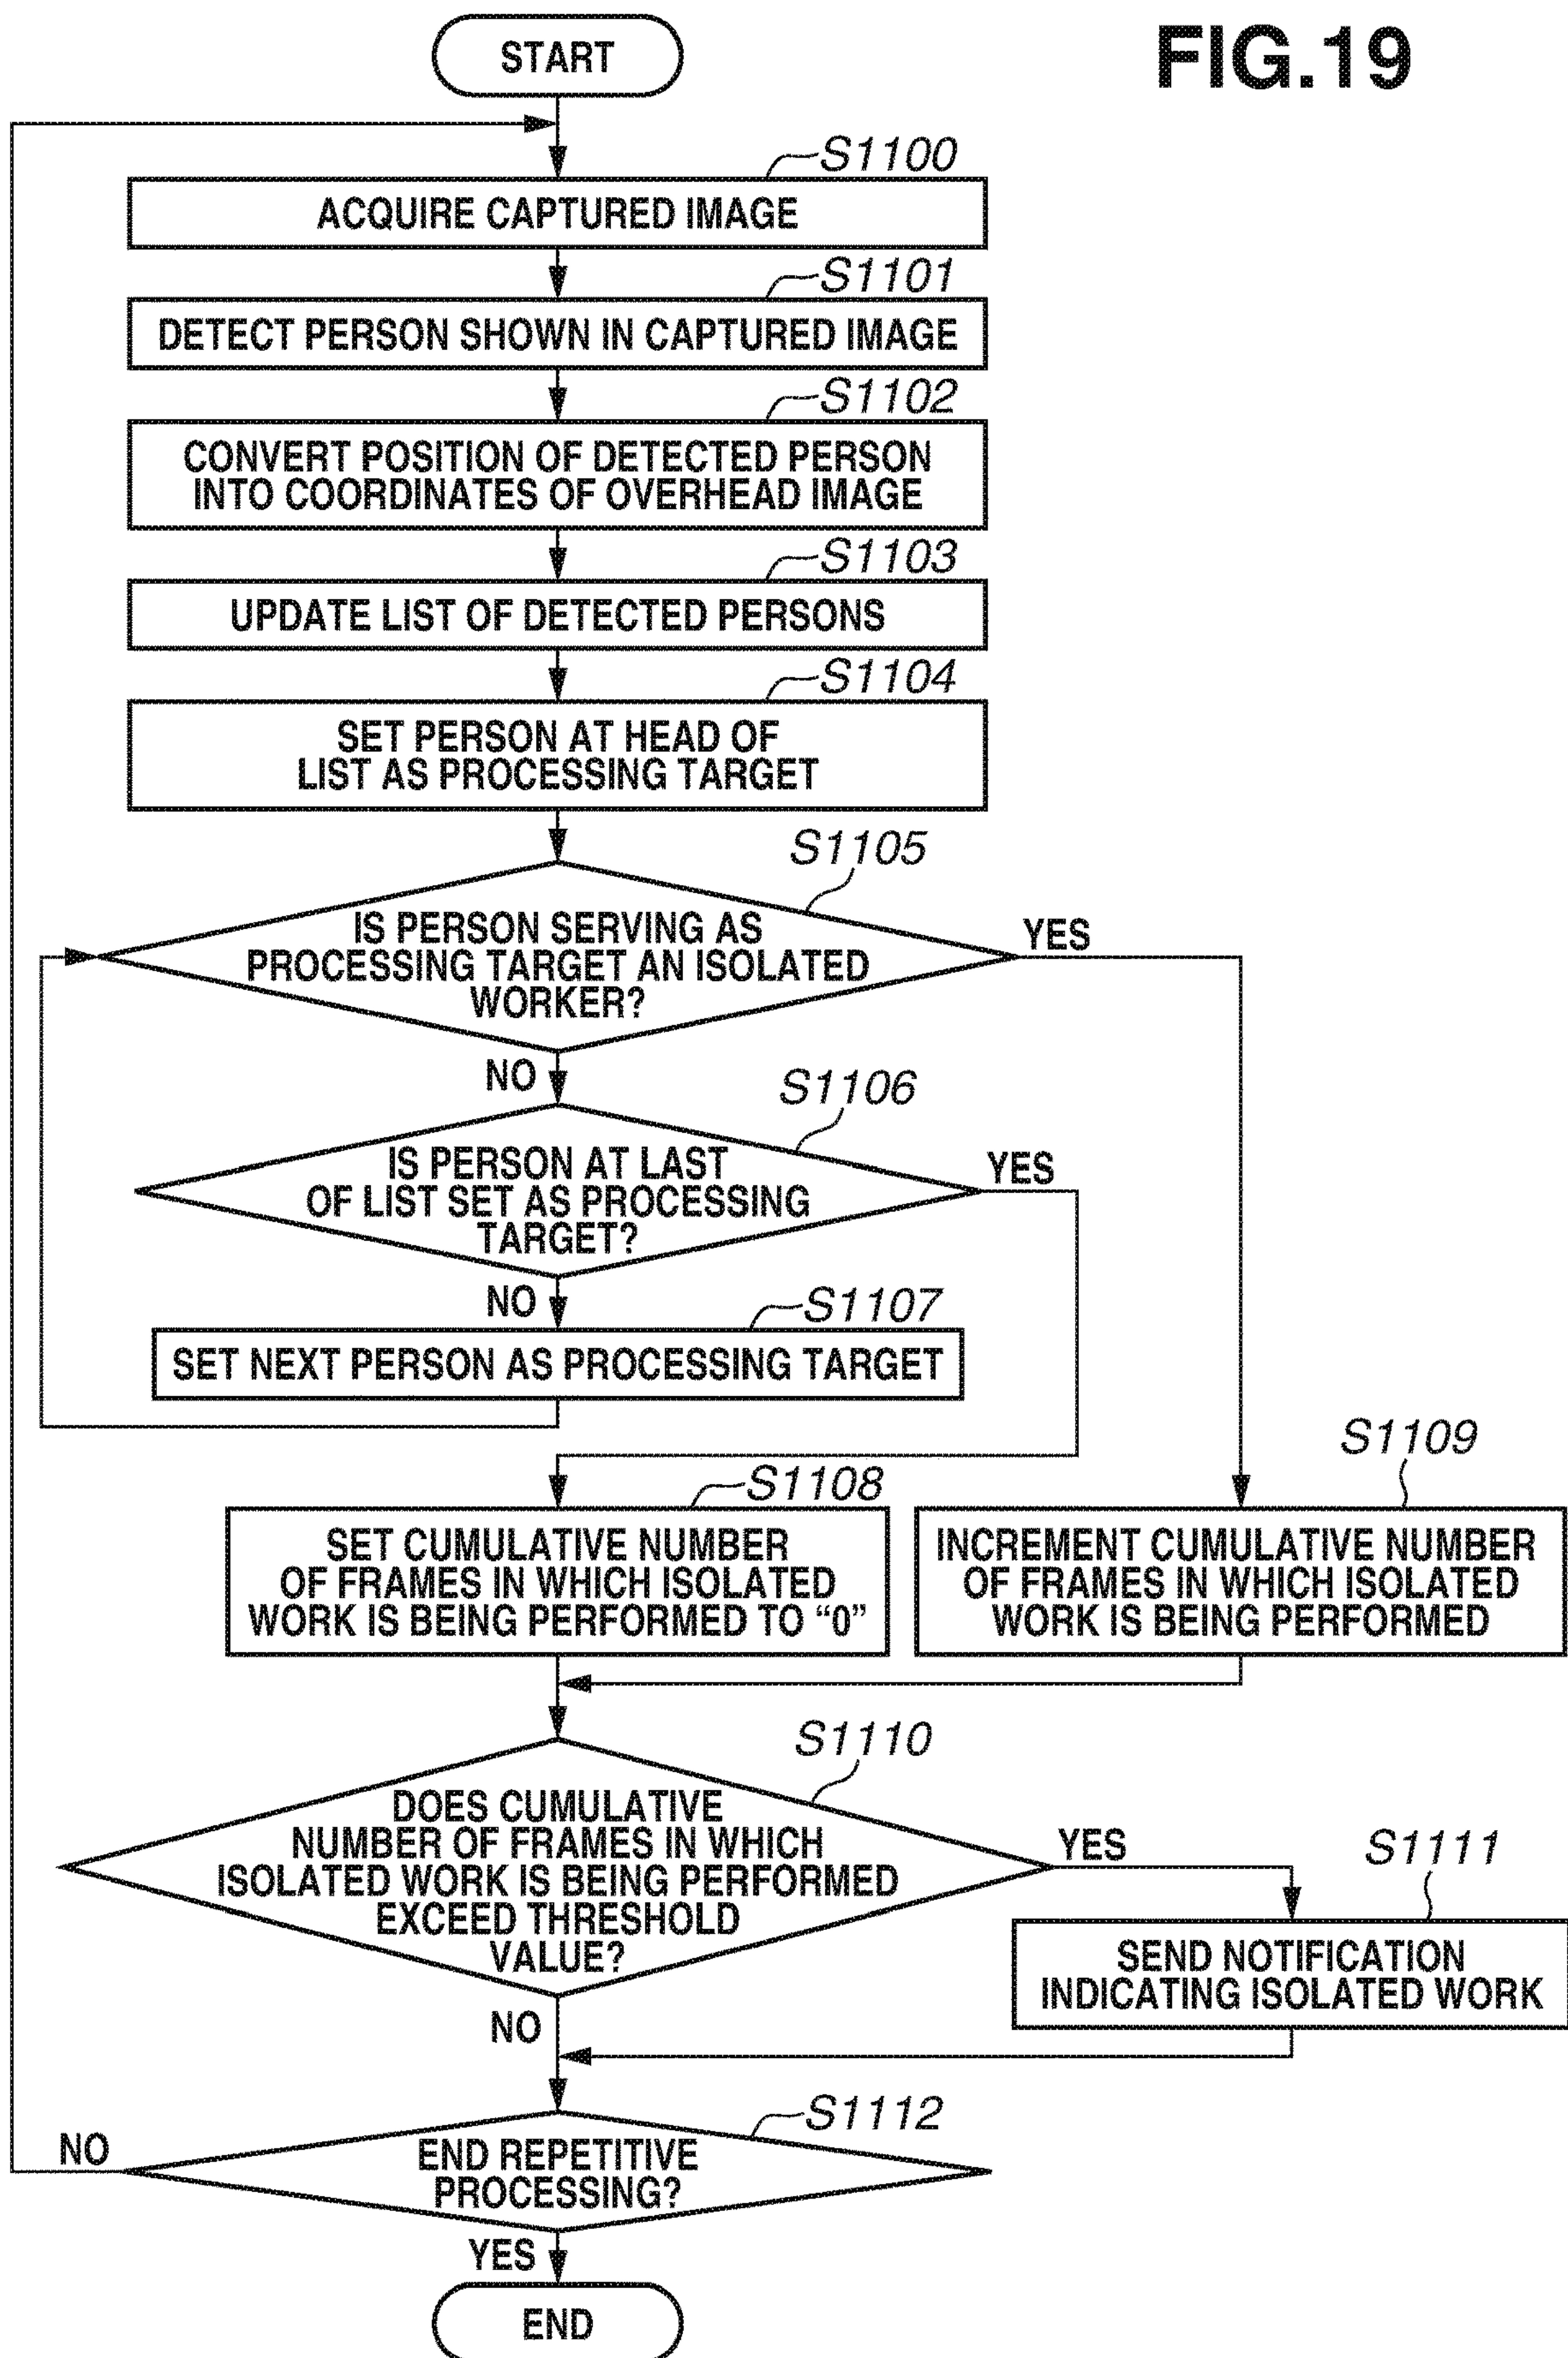 FIG.19
START
S1100
ACQUIRE CAPTURED IMAGE
S1101
DETECT PERSON SHOWN IN CAPTURED IMAGE
S1102
CONVERT POSITION OF DETECTED PERSON
INTO COORDINATES OF OVERHEAD IMAGE
S1103
UPDATE LIST OF DETECTED PERSONS
S1104
SET PERSON AT HEAD OF
LIST AS PROCESSING TARGET
S1105
IS PERSON SERVING AS
PROCESSING TARGET AN ISOLATED
WORKER?
YES
NO
S1106
IS PERSON AT LAST
OF LIST SET AS PROCESSING
TARGET?
YES
NO
S1107
SET NEXT PERSON AS PROCESSING TARGET
S1108
SET CUMULATIVE NUMBER
OF FRAMES IN WHICH ISOLATED
WORK IS BEING PERFORMED TO “0”
S1109
INCREMENT CUMULATIVE NUMBER
OF FRAMES IN WHICH ISOLATED
WORK IS BEING PERFORMED
S1110
DOES CUMULATIVE
NUMBER OF FRAMES IN WHICH
ISOLATED WORK IS BEING PERFORMED
EXCEED THRESHOLD
VALUE?
YES
S1111
SEND NOTIFICATION
INDICATING ISOLATED WORK
NO
S1112
END REPETITIVE
PROCESSING?
NO
YES
END